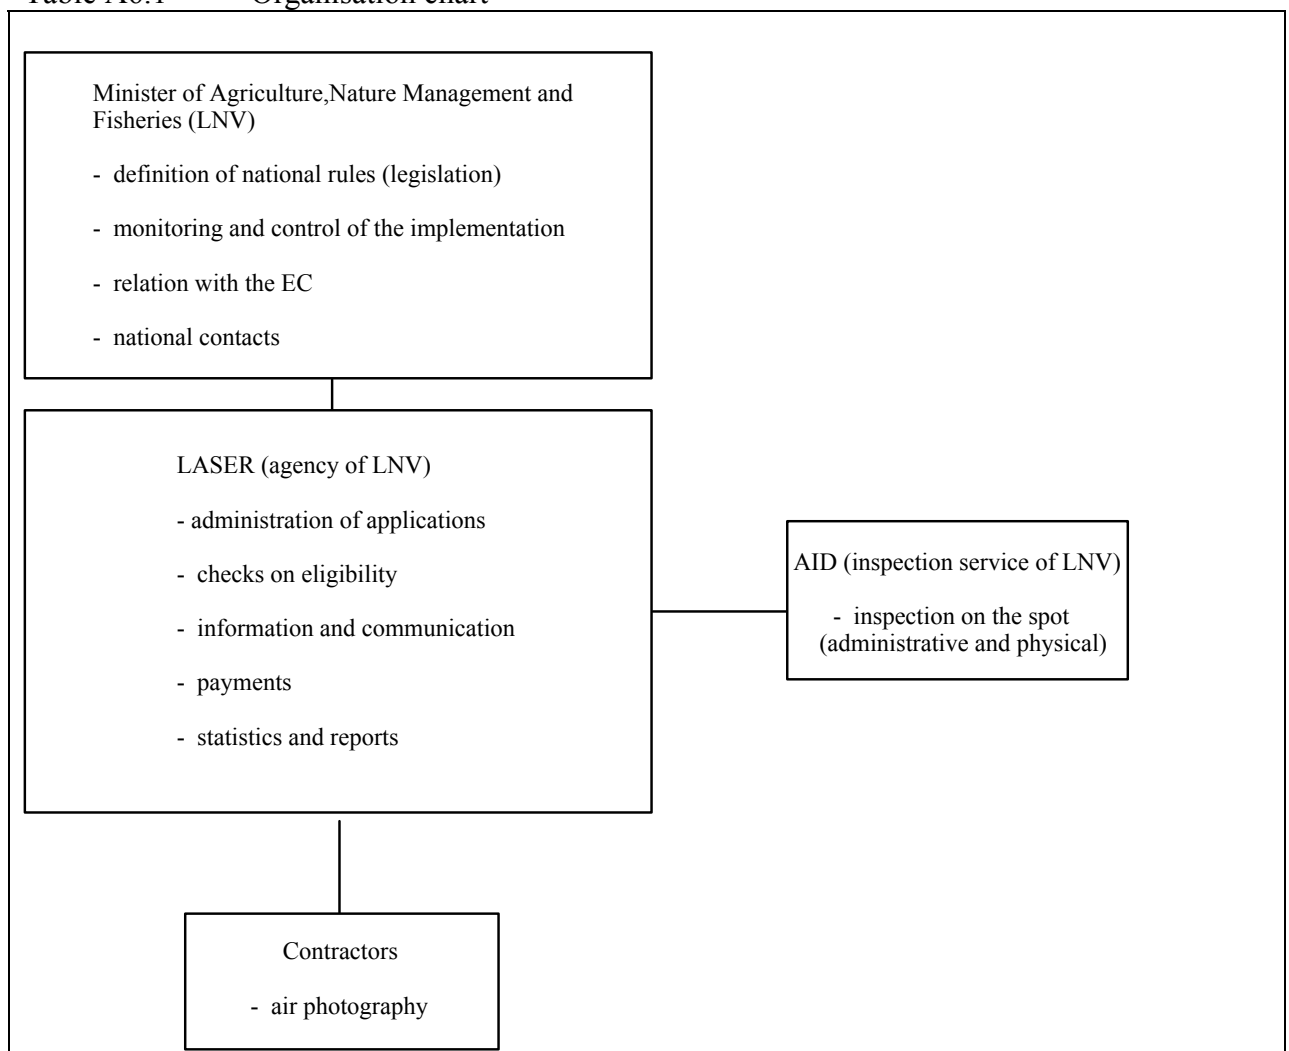 Organisation chart
Minister of Agriculture,Nature Management and
Fisheries (LNV)
- definition of national rules (legislation)
- monitoring and control of the implementation
- relation with the EC
- national contacts
LASER (agency of LNV)
- administration of applications
- checks on eligibility
- information and communication
- payments
- statistics and reports
AID (inspection service of LNV)
- inspection on the spot
(administrative and physical)
Contractors
- air photography